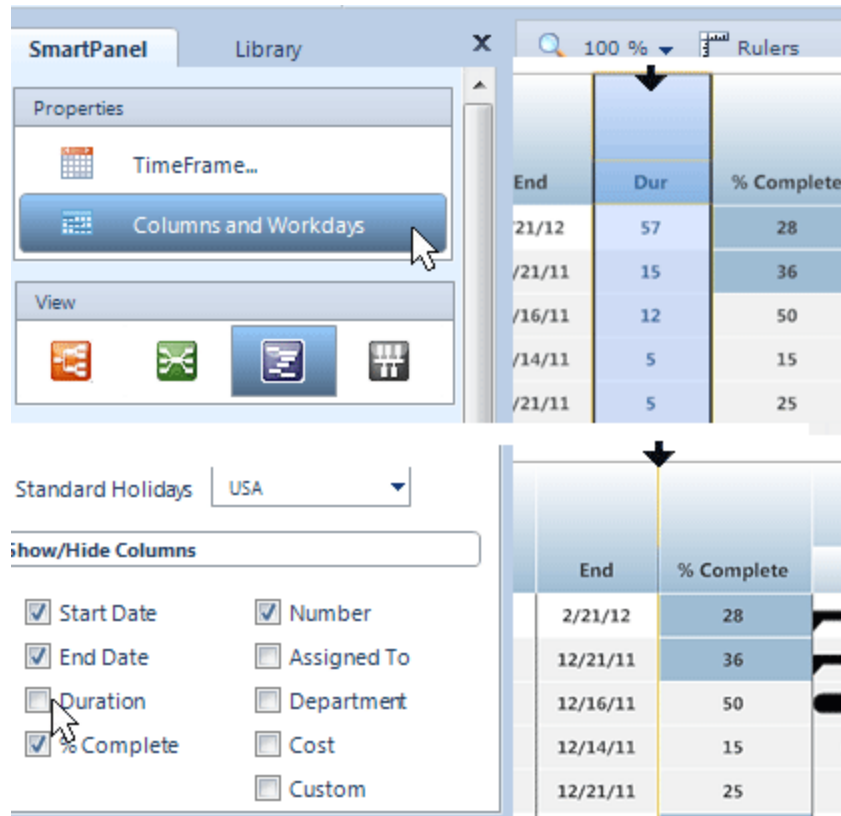 SmartPanel Library X 100 % Rulers
Properties
TimeFrame...
Columns and Workdays
View
End Dur % Complete
/21/12 57 28
/21/11 15 36
/16/11 12 50
/14/11 5 15
/21/11 5 25
Standard Holidays USA
Show/Hide Columns
Start Date Number
End Date Assigned To
Duration Department
% Complete Cost
Custom
End % Complete
2/21/12 28
12/21/11 36
12/16/11 50
12/14/11 15
12/21/11 25